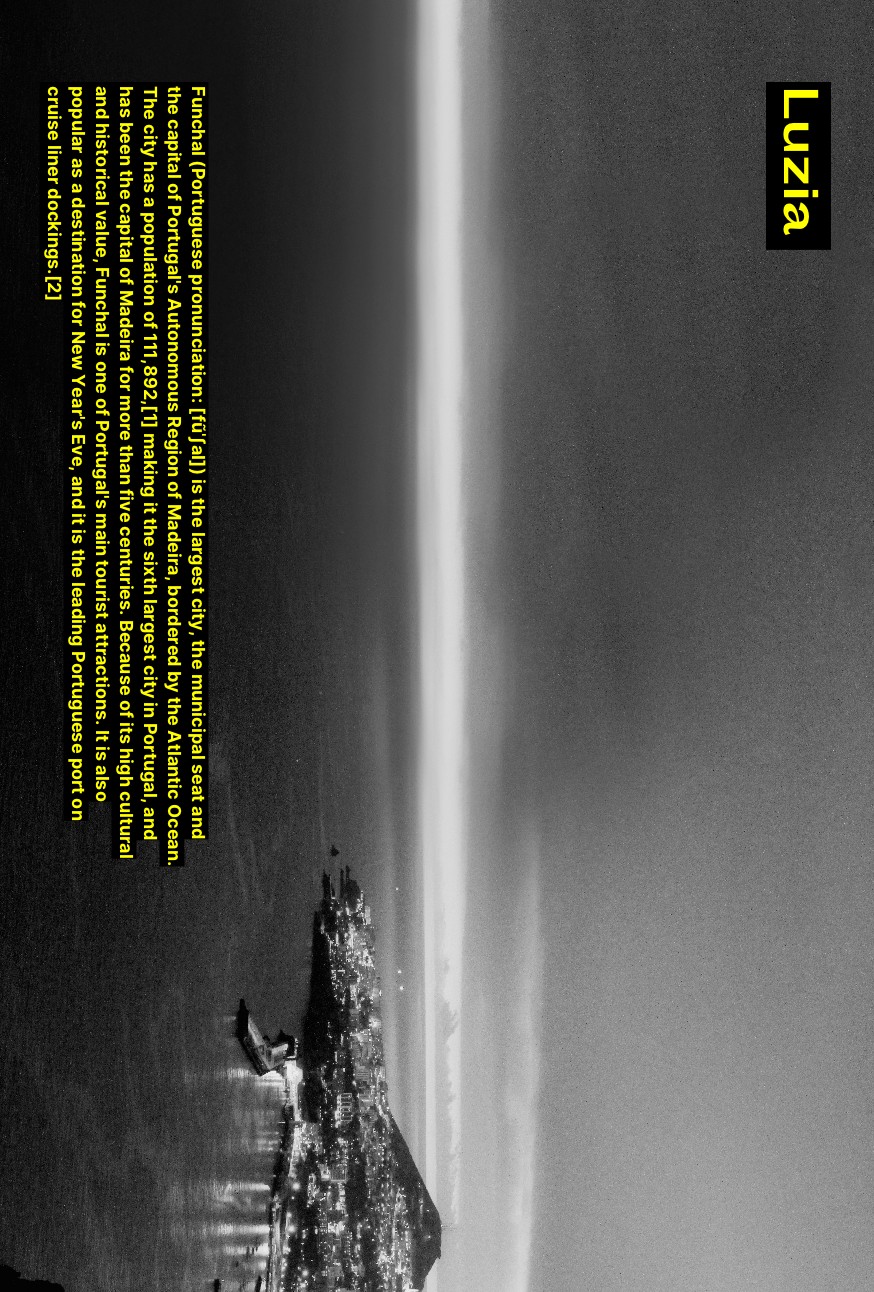 Luzia
Funchal (Portuguese pronunciation: [fũˈʃal]) is the largest city, the municipal seat and
the capital of Portugal's Autonomous Region of Madeira, bordered by the Atlantic Ocean.
The city has a population of 111,892,[1] making it the sixth largest city in Portugal, and
has been the capital of Madeira for more than five centuries. Because of its high cultural
and historical value, Funchal is one of Portugal's main tourist attractions. It is also
popular as a destination for New Year's Eve, and it is the leading Portuguese port on
cruise liner dockings.[2]